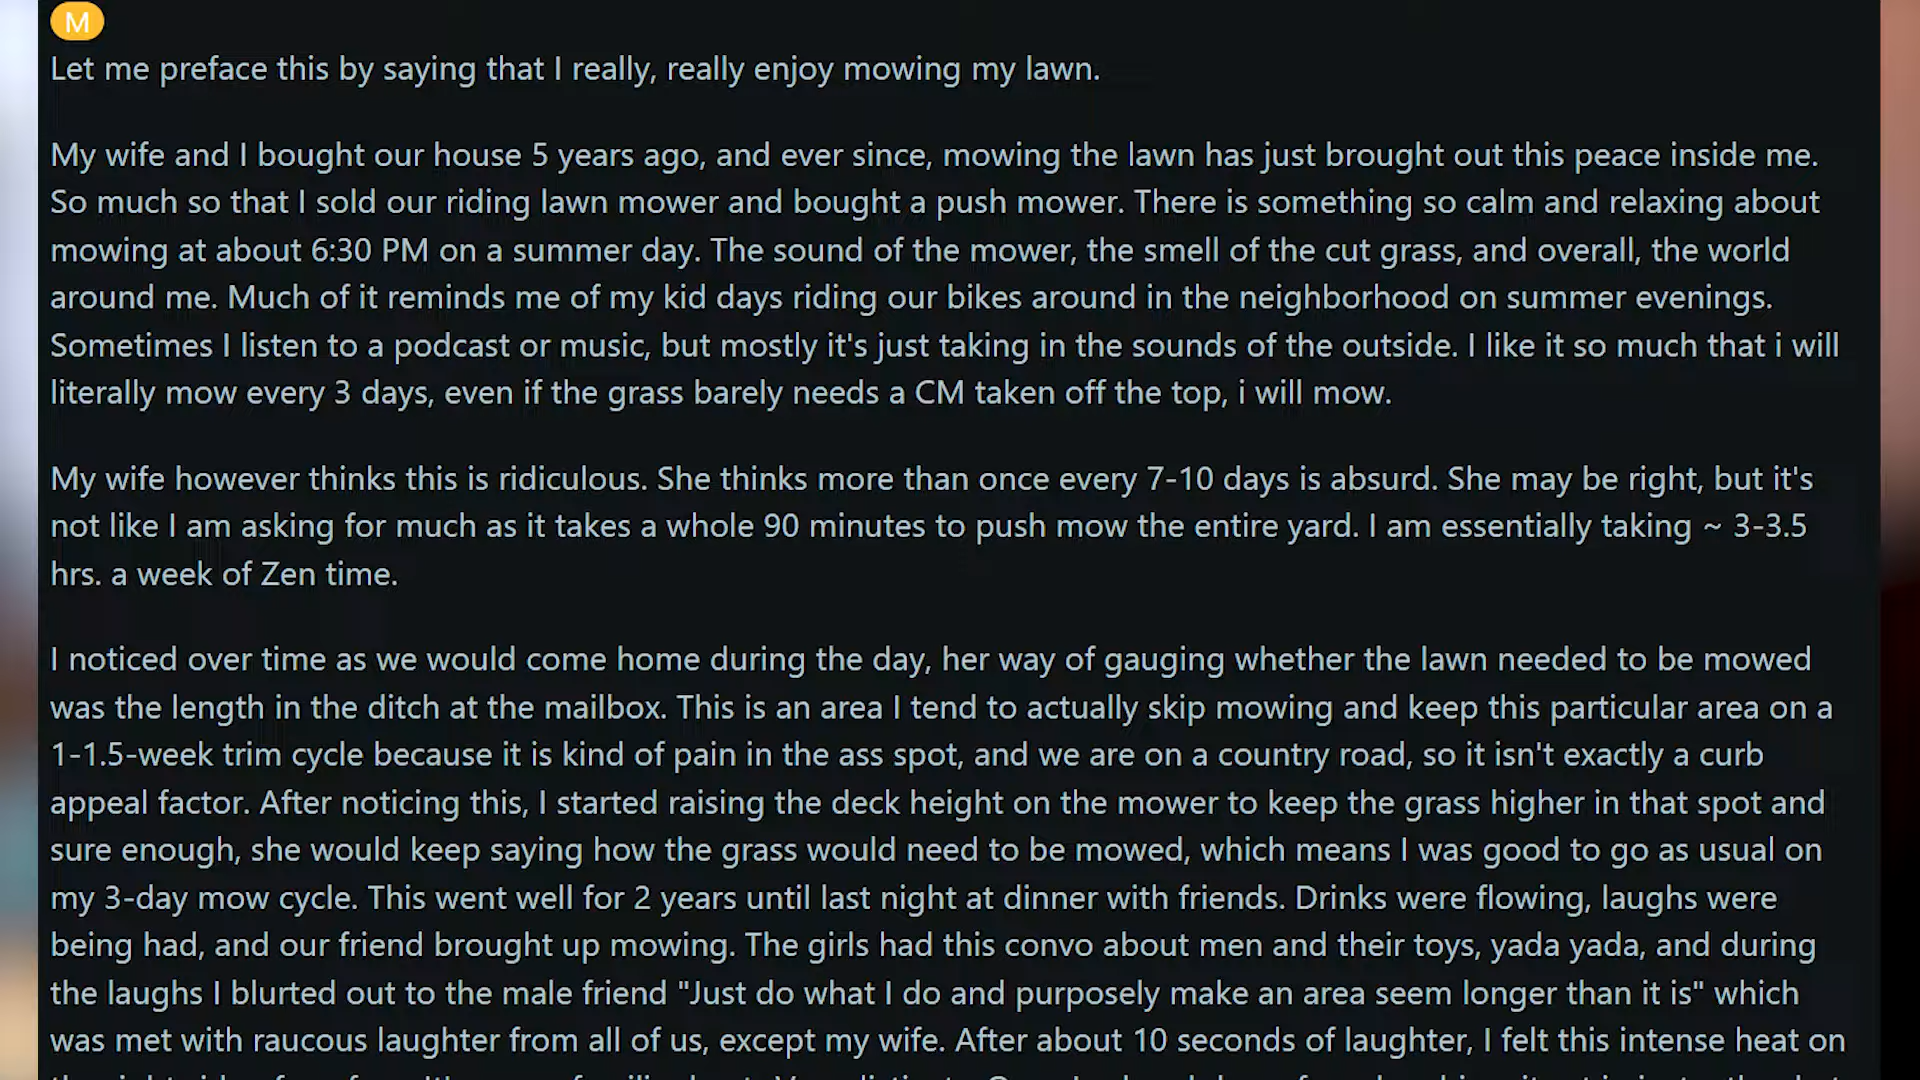 M
Let me preface this by saying that I really, really enjoy mowing my lawn.
My wife and I bought our house 5 years ago, and ever since, mowing the lawn has just brought out this peace inside me.
So much so that I sold our riding lawn mower and bought a push mower. There is something so calm and relaxing about
mowing at about 6:30 PM on a summer day. The sound of the mower, the smell of the cut grass, and overall, the world
around me. Much of it reminds me of my kid days riding our bikes around in the neighborhood on summer evenings.
Sometimes I listen to a podcast or music, but mostly it's just taking in the sounds of the outside. I like it so much that i will
literally mow every 3 days, even if the grass barely needs a CM taken off the top, i will mow.
My wife however thinks this is ridiculous. She thinks more than once every 7-10 days is absurd. She may be right, but it's
not like I am asking for much as it takes a whole 90 minutes to push mow the entire yard. I am essentially taking ~ 3-3.5
hrs. a week of Zen time.
I noticed over time as we would come home during the day, her way of gauging whether the lawn needed to be mowed
was the length in the ditch at the mailbox. This is an area I tend to actually skip mowing and keep this particular area on a
1-1.5-week trim cycle because it is kind of pain in the ass spot, and we are on a country road, so it isn't exactly a curb
appeal factor. After noticing this, I started raising the deck height on the mower to keep the grass higher in that spot and
sure enough, she would keep saying how the grass would need to be mowed, which means I was good to go as usual on
my 3-day mow cycle. This went well for 2 years until last night at dinner with friends. Drinks were flowing, laughs were
being had, and our friend brought up mowing. The girls had this convo about men and their toys, yada yada, and during
the laughs I blurted out to the male friend "Just do what I do and purposely make an area seem longer than it is" which
was met with raucous laughter from all of us, except my wife. After about 10 seconds of laughter, I felt this intense heat on